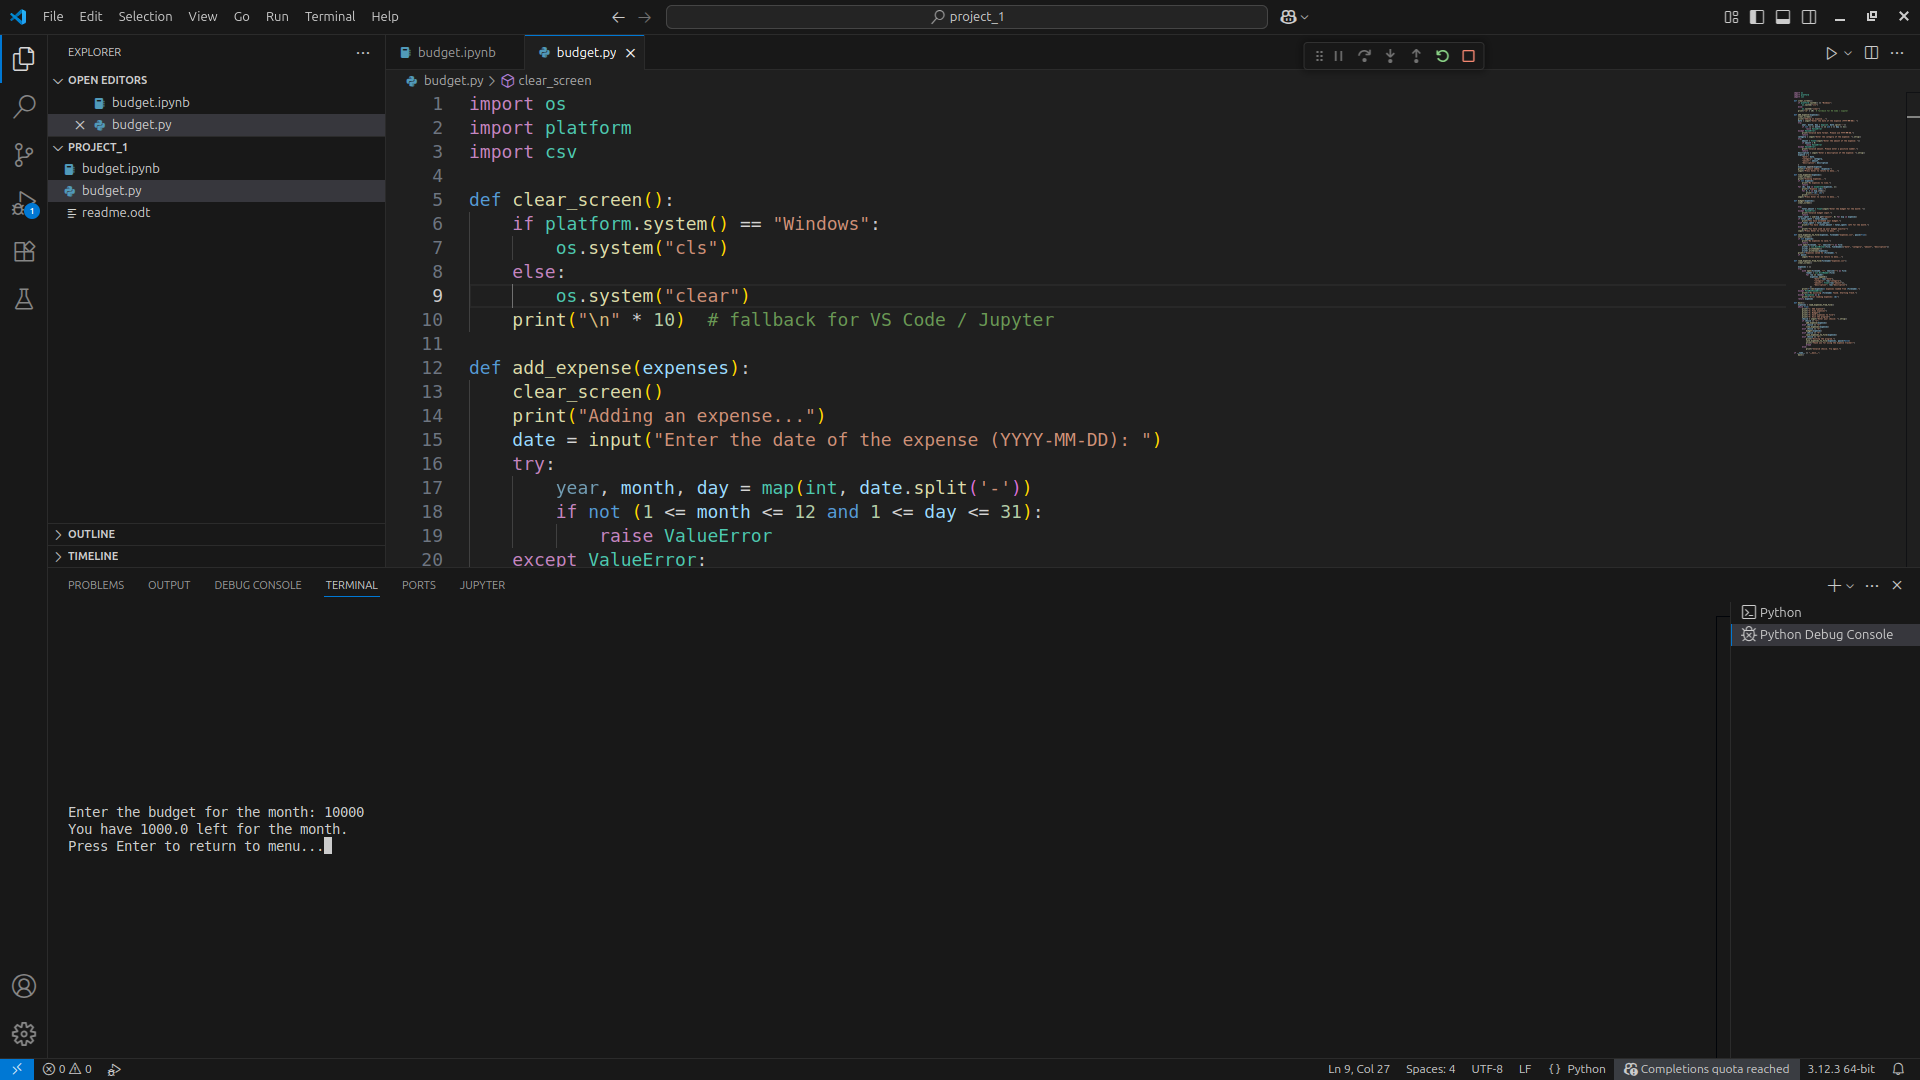 File Edit Selection View Go Run Terminal Help
project_1
EXPLORER
OPEN EDITORS
budget.ipynb
budget.py
PROJECT_1
budget.ipynb
budget.py
readme.odt
OUTLINE
TIMELINE
budget.ipynb budget.py
budget.py > clear_screen
1 import os
2 import platform
3 import csv
4
5 def clear_screen():
6 if platform.system() == "Windows":
7 os.system("cls")
8 else:
9 os.system("clear")
10 print("\n" * 10) # fallback for VS Code / Jupyter
11
12 def add_expense(expenses):
13 clear_screen()
14 print("Adding an expense...")
15 date = input("Enter the date of the expense (YYYY-MM-DD): ")
16 try:
17 year, month, day = map(int, date.split('-'))
18 if not (1 <= month <= 12 and 1 <= day <= 31):
19 raise ValueError
20 except ValueError:
PROBLEMS OUTPUT DEBUG CONSOLE TERMINAL PORTS JUPYTER
Enter the budget for the month: 10000
You have 1000.0 left for the month.
Press Enter to return to menu...
Python
Python Debug Console
1
0 0
Ln 9, Col 27 Spaces: 4 UTF-8 LF {} Python Completions quota reached 3.12.3 64-bit